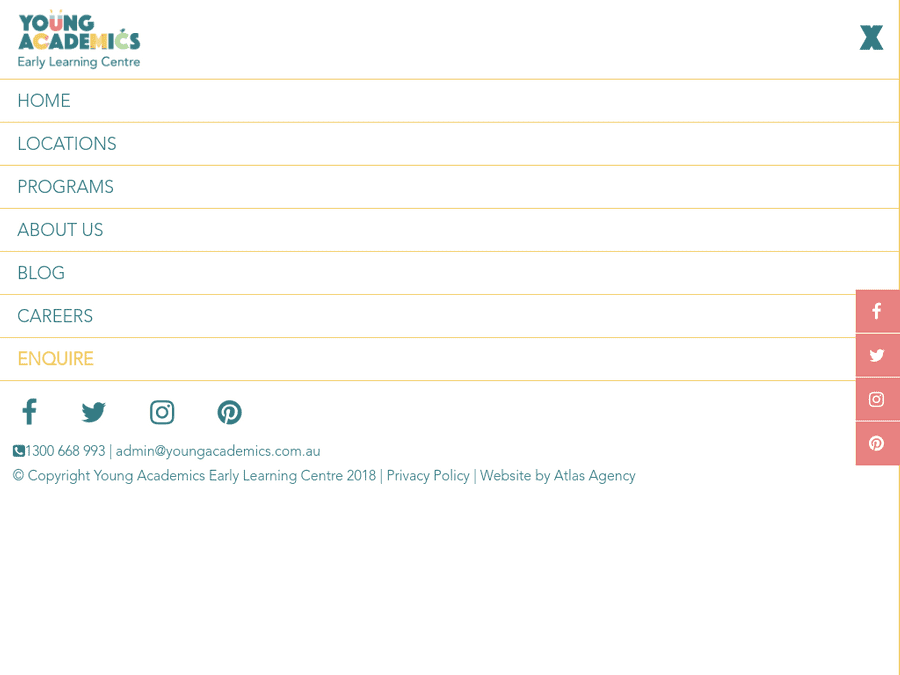 YOUNG
ACADEMICS
Early Learning Centre
X
HOME
LOCATIONS
PROGRAMS
ABOUT US
BLOG
CAREERS
ENQUIRE
1300 668 993 | admin@youngacademics.com.au
© Copyright Young Academics Early Learning Centre 2018 | Privacy Policy | Website by Atlas Agency